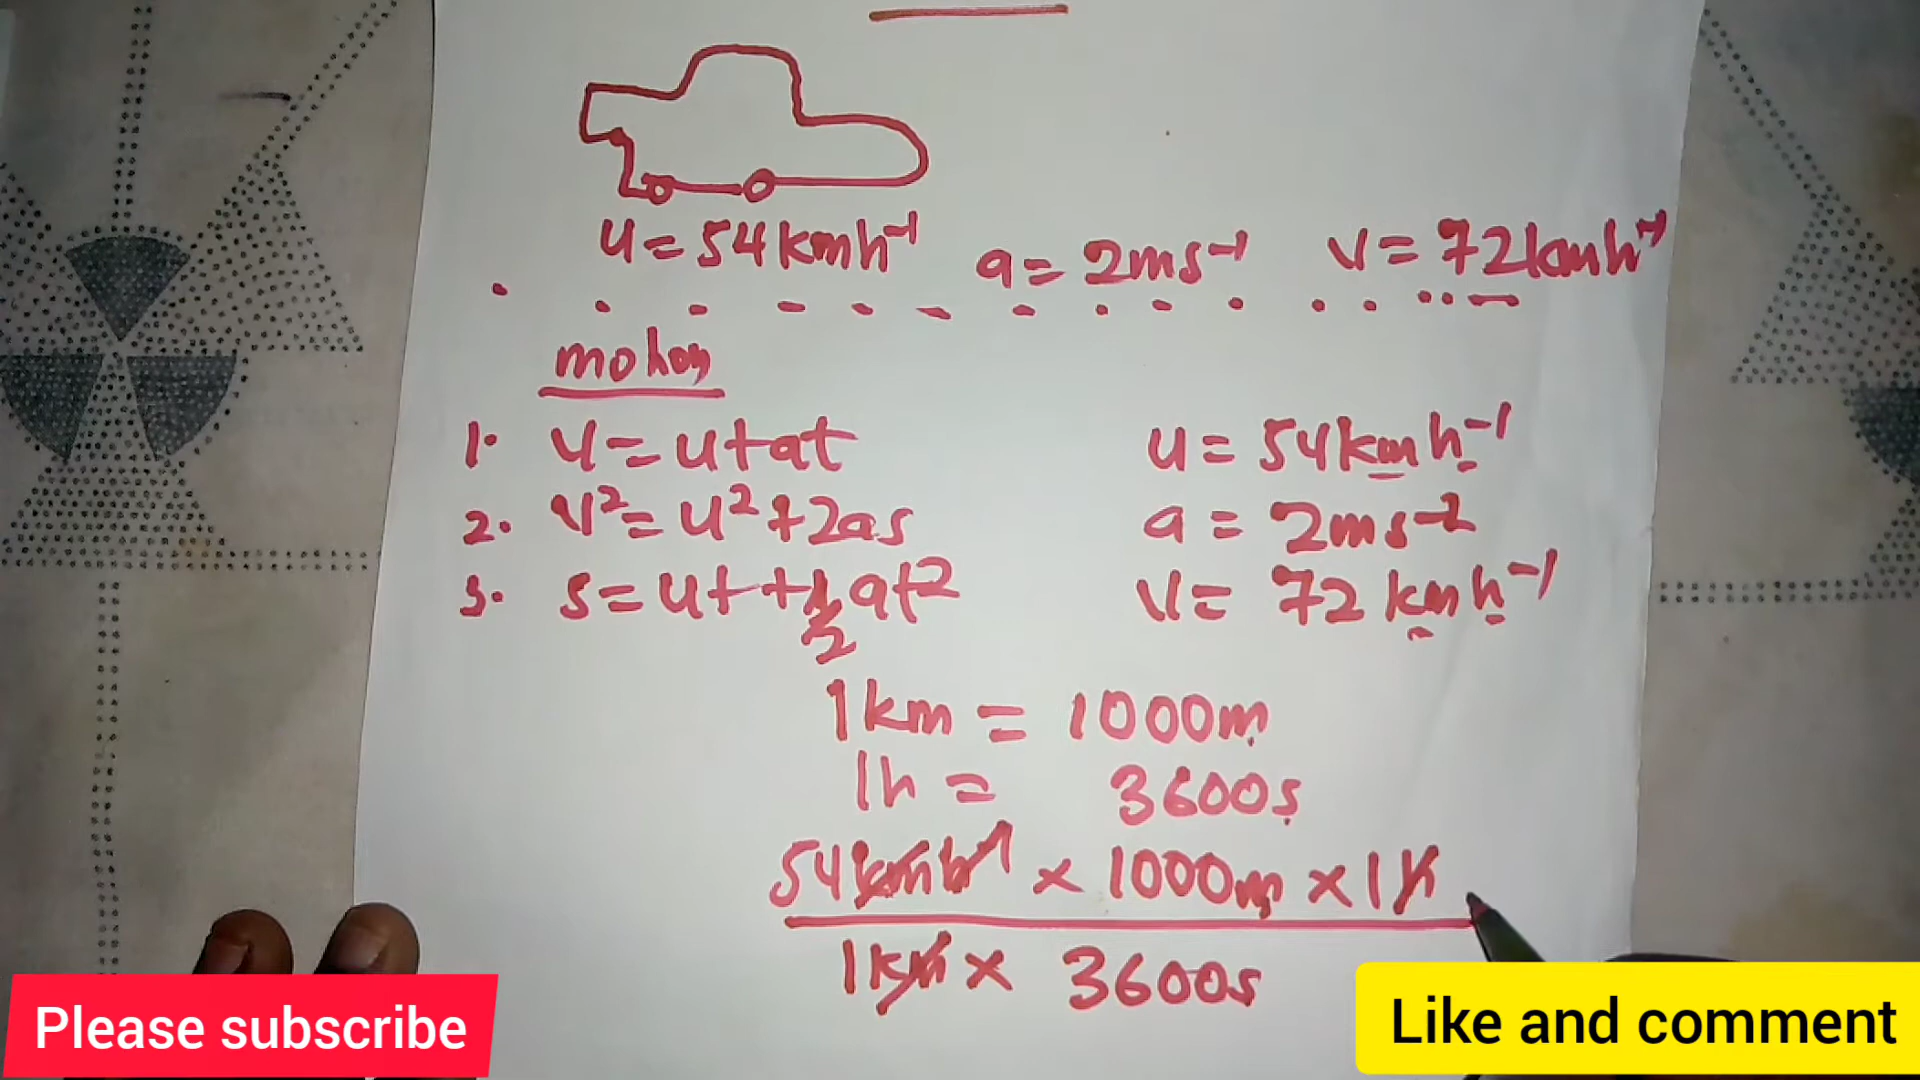 u = 54kmh⁻¹ a = 2ms⁻¹ v = 72kmh⁻¹
motion
1. v = u+at
u = 54kmh⁻¹
2. v² = u²+2as
a = 2ms⁻²
3. s = ut+½at²
v = 72kmh⁻¹
1km = 1000m
1h = 3600s
54kmh⁻¹ × 1000m × 1h
1km × 3600s
Please subscribe
Like and comment